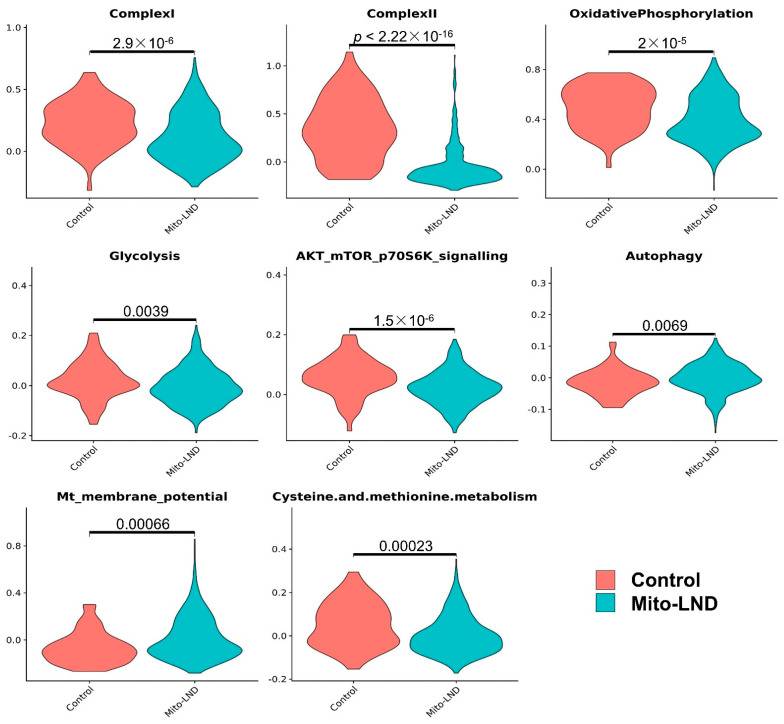 ComplexI
1.0
0.5
0.0
2.9×10-6
Control
Mito-LND
ComplexII
1.0
0.5
0.0
p < 2.22×10-16
Control
Mito-LND
OxidativePhosphorylation
0.8
0.4
0.0
2×10-5
Control
Mito-LND
Glycolysis
0.4
0.2
0.0
-0.2
0.0039
Control
Mito-LND
AKT_mTOR_p70S6K_signalling
0.4
0.2
0.0
1.5×10-6
Control
Mito-LND
Autophagy
0.3
0.2
0.1
0.0
-0.1
0.0069
Control
Mito-LND
Mt_membrane_potential
0.8
0.4
0.0
0.00066
Control
Mito-LND
Cysteine.and.methionine.metabolism
0.4
0.2
0.0
-0.2
0.00023
Control
Mito-LND
Control
Mito-LND